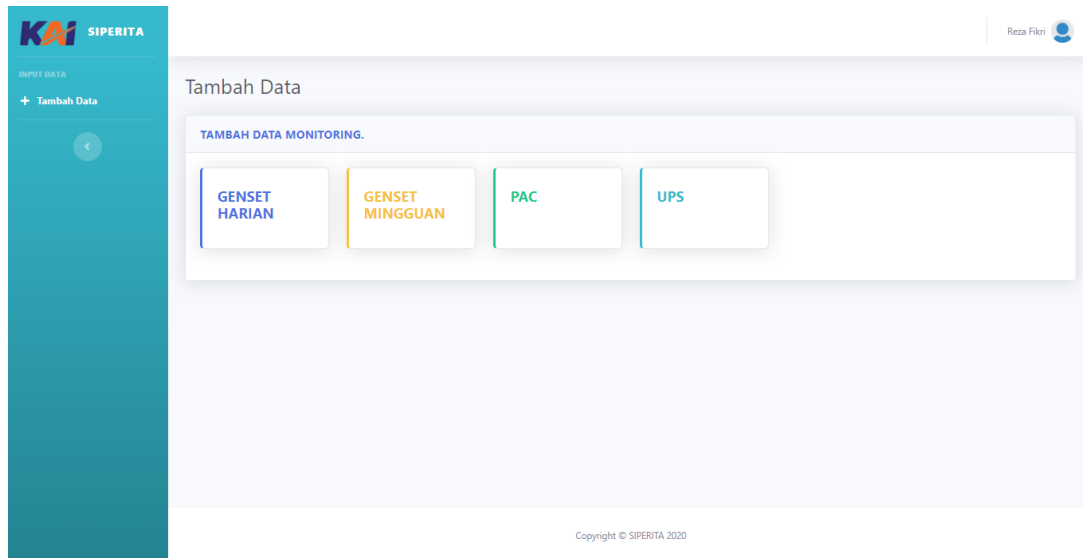 KAI SIPERITA
Reza Fikri
INPUT DATA
+ Tambah Data
Tambah Data
TAMBAH DATA MONITORING.
GENSET
HARIAN
GENSET
MINGGUAN
PAC
UPS
Copyright © SIPERITA 2020